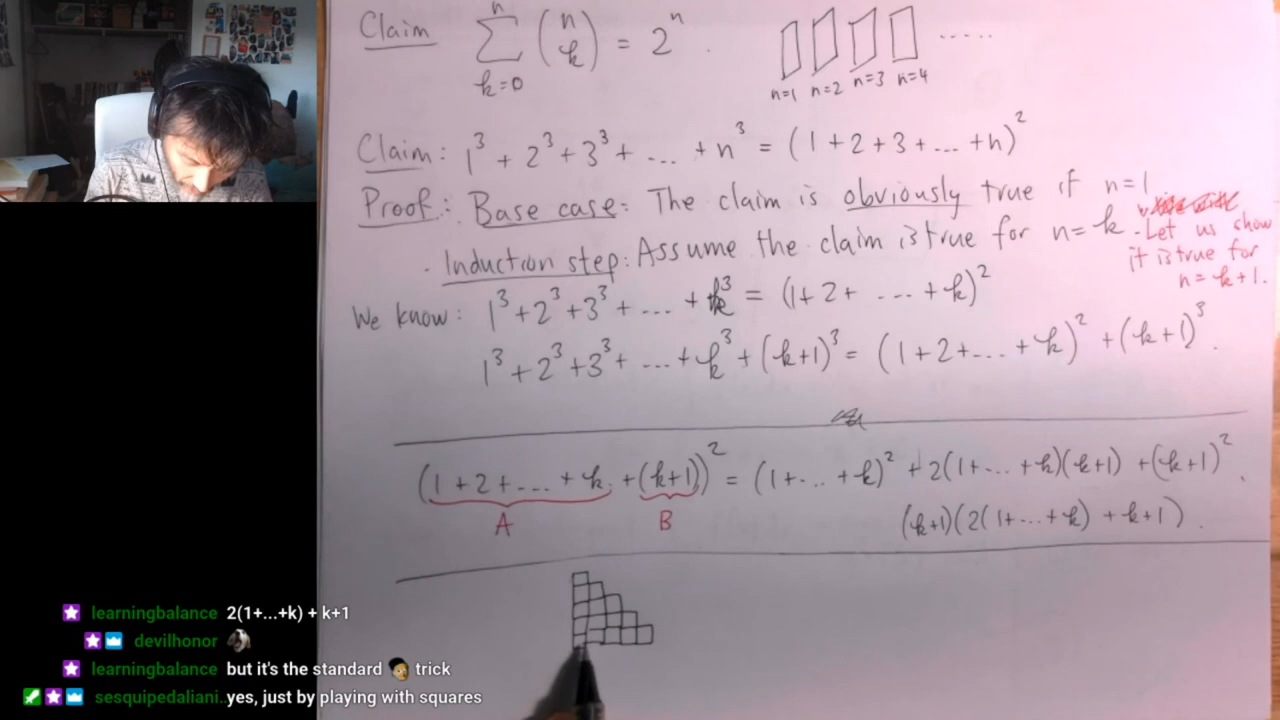 Claim ∑ₖ₌₀ⁿ (n k) = 2ⁿ .
n=1 n=2 n=3 n=4 .....
Claim: 1³ + 2³ + 3³ + ... + n³ = (1 + 2 + 3 + ... + n)²
Proof: Base case: The claim is obviously true if n=1
. Induction step: Assume the claim is true for n=k. Let us show
it is true for
n=k+1.
We know: 1³ + 2³ + 3³ + ... + k³ = (1+2+ ... +k)²
1³ + 2³ + 3³ + ... + k³ + (k+1)³ = (1+2+...+k)² + (k+1)³ .
(1 + 2 + ... + k + (k+1))² = (1+...+k)² + 2(1+...+k)(k+1) + (k+1)² .
A B
(k+1)(2(1+...+k) + k+1) .
learningbalance 2(1+...+k) + k+1
devilhonor
learningbalance but it's the standard trick
sesquipedaliani.. yes, just by playing with squares